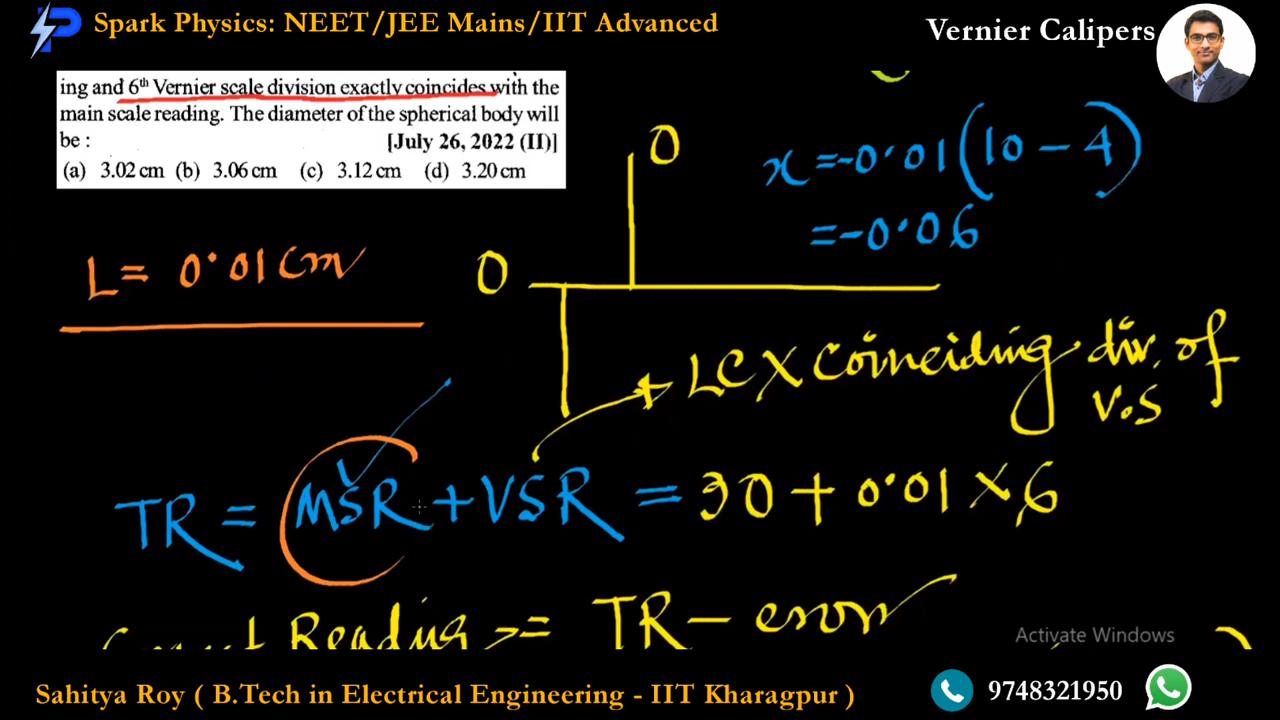 Spark Physics: NEET/JEE Mains/IIT Advanced
Vernier Calipers
ing and 6th Vernier scale division exactly coincides with the
main scale reading. The diameter of the spherical body will
be : [July 26, 2022 (II)]
(a) 3.02 cm (b) 3.06 cm (c) 3.12 cm (d) 3.20 cm
0
x = -0.01(10 - 4)
= -0.06
L = 0.01 cm
0
LC X Coinciding div. of
V.S
TR = MSR + VSR = 30 + 0.01 × 6
Reading = TR - error
Activate Windows
Sahitya Roy ( B.Tech in Electrical Engineering - IIT Kharagpur )
9748321950